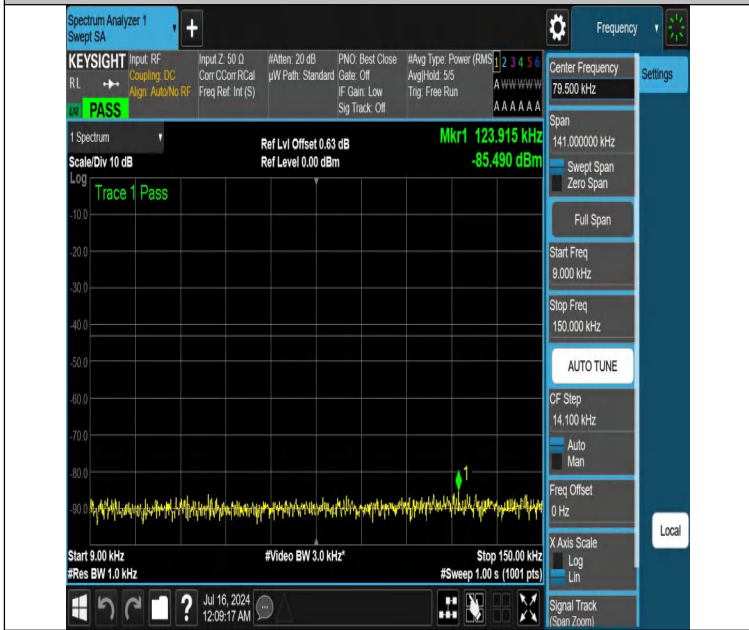 Spectrum Analyzer 1
Swept SA
+
Frequency
KEYSIGHT
RL
PASS
Input: RF
Coupling: DC
Align: Auto/No RF
Input Z: 50 Ω
Corr CCorr RCal
Freq Ref: Int (S)
#Atten: 20 dB
µW Path: Standard
PNO: Best Close
Gate: Off
IF Gain: Low
Sig Track: Off
#Avg Type: Power (RMS
Avg|Hold: 5/5
Trig: Free Run
1 2 3 4 5 6
A W W W W W
A A A A A A
1 Spectrum
Scale/Div 10 dB
Ref Lvl Offset 0.63 dB
Ref Level 0.00 dBm
Mkr1 123.915 kHz
-85.490 dBm
Log
Trace 1 Pass
-10.0
-20.0
-30.0
-40.0
-50.0
-60.0
-70.0
-80.0
-90.0
1
Start 9.00 kHz
#Res BW 1.0 kHz
#Video BW 3.0 kHz*
Stop 150.00 kHz
#Sweep 1.00 s (1001 pts)
Center Frequency
79.500 kHz
Settings
Span
141.000000 kHz
Swept Span
Zero Span
Full Span
Start Freq
9.000 kHz
Stop Freq
150.000 kHz
AUTO TUNE
CF Step
14.100 kHz
Auto
Man
Freq Offset
0 Hz
X Axis Scale
Log
Lin
Local
Signal Track
(Span Zoom)
?
Jul 16, 2024
12:09:17 AM